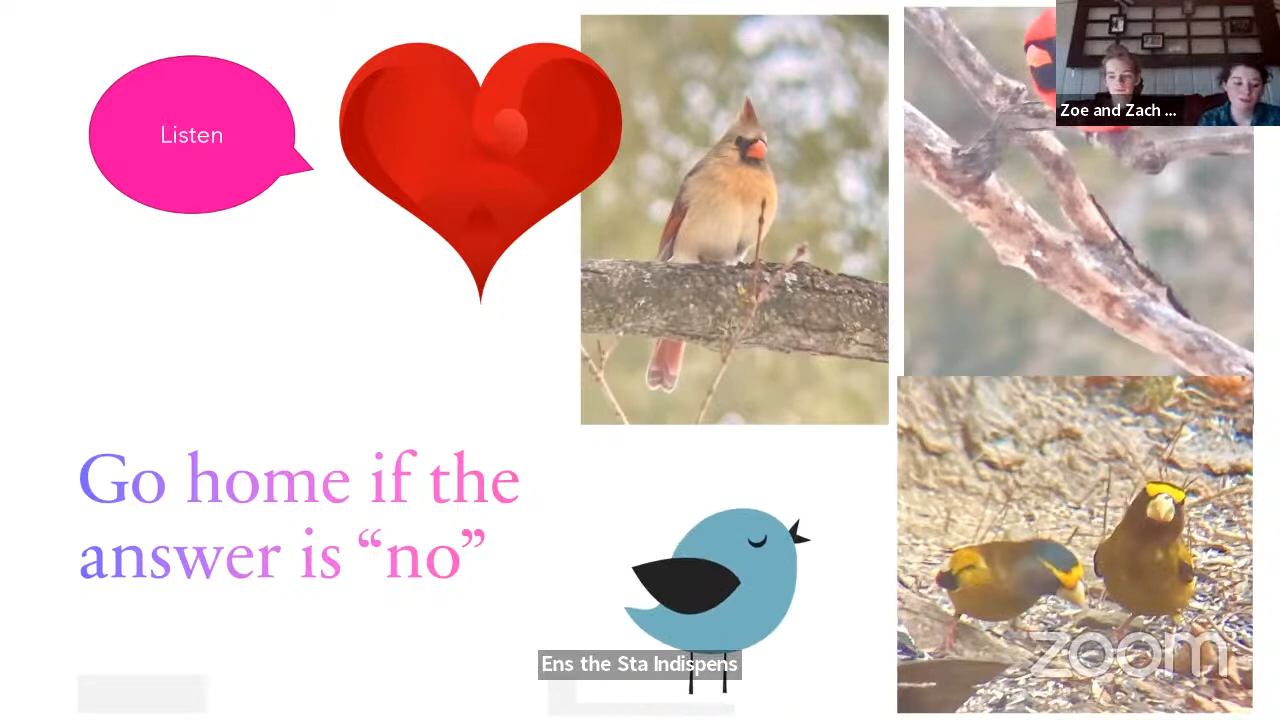 Listen
Zoe and Zach ...
Go home if the
answer is “no”
Ens the Sta Indispens
zoom